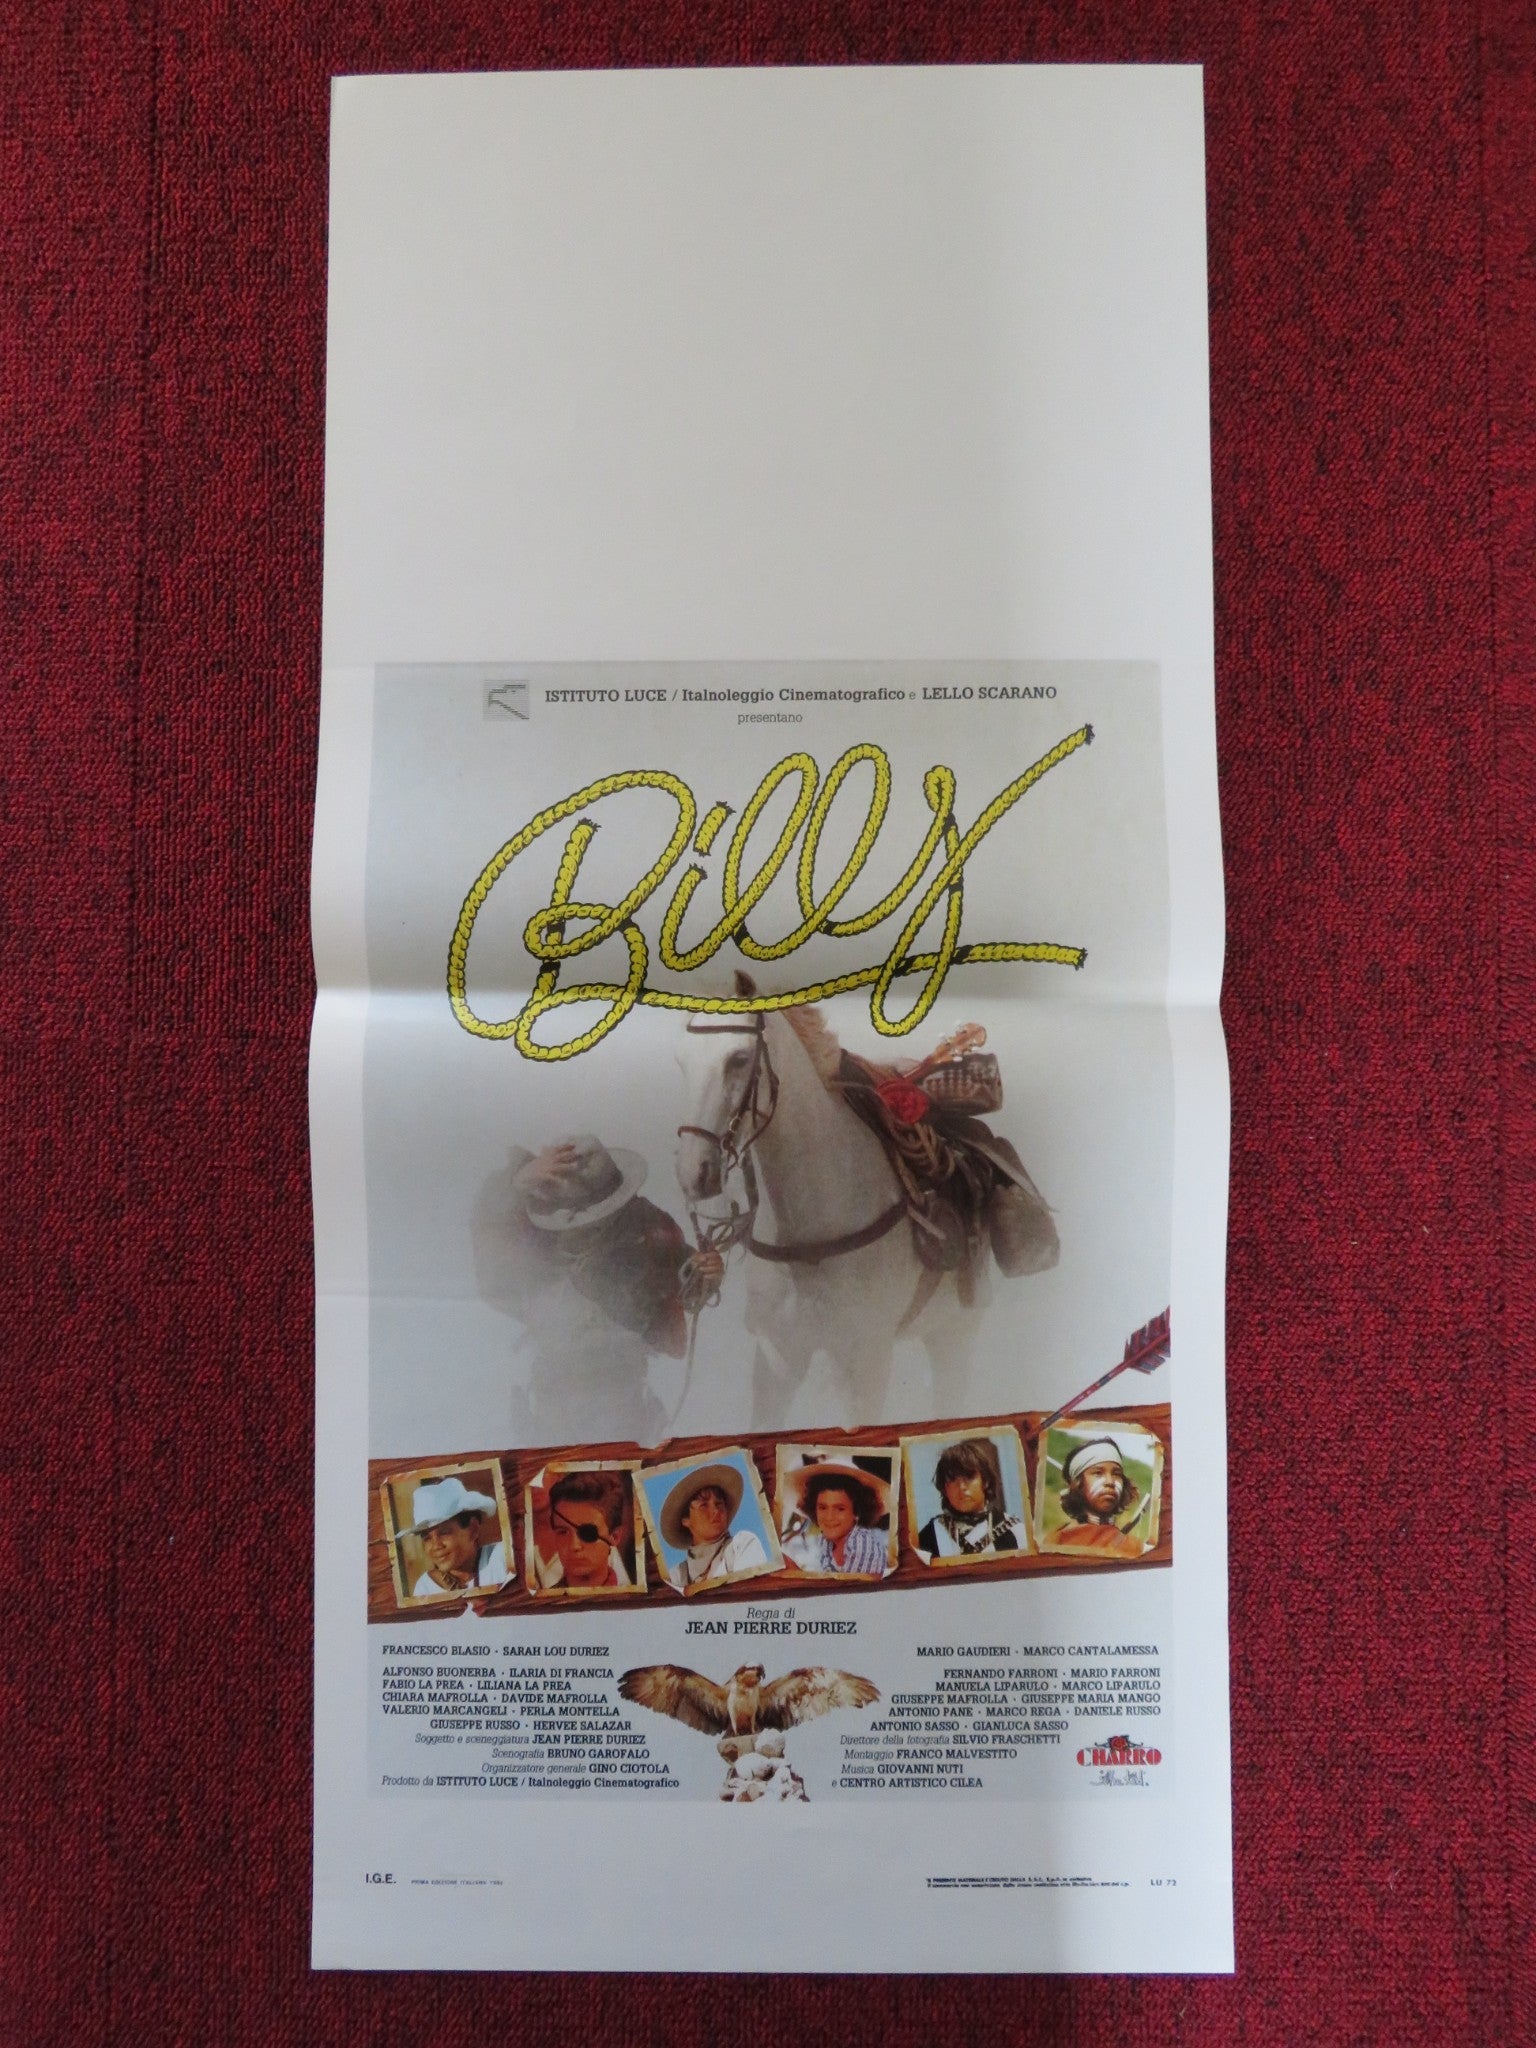 ISTITUTO LUCE / Italnoleggio Cinematografico e LELLO SCARANO
presentano
Billy
Regia di
JEAN PIERRE DURIEZ
FRANCESCO BLASIO · SARAH LOU DURIEZ
ALFONSO BUONERBA · ILARIA DI FRANCIA
FABIO LA PREA · LILIANA LA PREA
CHIARA MAFROLLA · DAVIDE MAFROLLA
VALERIO MARCANGELI · PERLA MONTELLA
GIUSEPPE RUSSO · HERVEE SALAZAR
Soggetto e sceneggiatura JEAN PIERRE DURIEZ
Scenografia BRUNO GAROFALO
Organizzatore generale GINO CIOTOLA
Prodotto da ISTITUTO LUCE / Italnoleggio Cinematografico
MARIO GAUDIERI · MARCO CANTALAMESSA
FERNANDO FARRONI · MARIO FARRONI
MANUELA LIPARULO · MARCO LIPARULO
GIUSEPPE MAFROLLA · GIUSEPPE MARIA MANGO
ANTONIO PANE · MARCO REGA · DANIELE RUSSO
ANTONIO SASSO · GIANLUCA SASSO
Direttore della fotografia SILVIO FRASCHETTI
Montaggio FRANCO MALVESTITO
Musica GIOVANNI NUTI
e CENTRO ARTISTICO CILEA
CHARRO
I.G.E. PRIMA EDIZIONE ITALIANA
LU 72